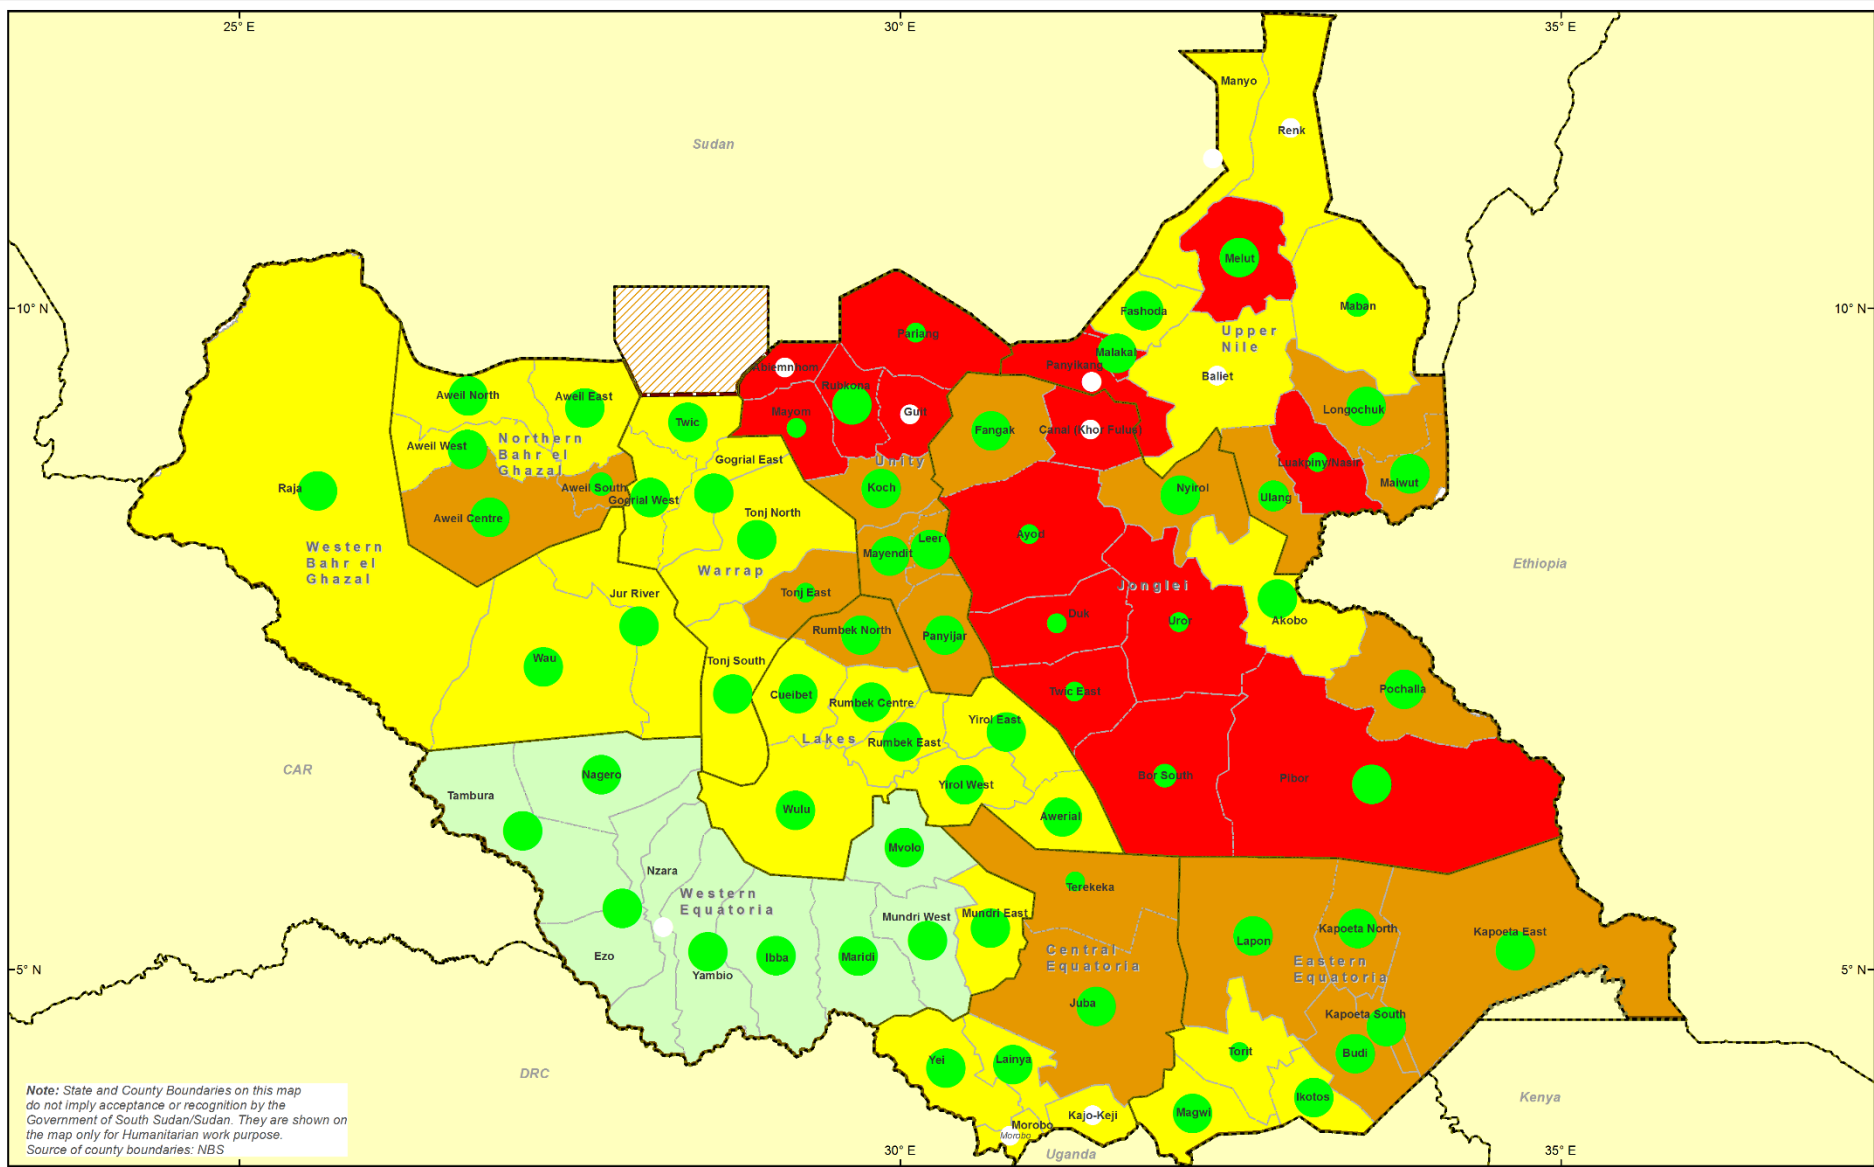 25° E
30° E
35° E
Manyo
Renk
Sudan
Melut
10° N
10° N
Maban
Fashoda
Upper
Nile
Pariang
Malakal
Panyikang
Abiemnhom
Baliet
Rubkona
Aweil North
Aweil East
Longochuk
Mayom
Guit
Twic
Canal (Khor Fulus)
Fangak
Northern
Bahr el
Ghazal
Aweil West
Gogrial East
Unity
Luakpiny/Nasir
Maiwut
Raja
Aweil South
Koch
Nyirol
Ulang
Gogrial West
Tonj North
Aweil Centre
Ayod
Leer
Western
Bahr el
Ghazal
Mayendit
Ethiopia
Warrap
Jonglei
Jur River
Tonj East
Duk
Uror
Akobo
Rumbek North
Panyijar
Wau
Tonj South
Pochalla
Cueibet
Twic East
Rumbek Centre
Yirol East
Lakes
Rumbek East
CAR
Nagero
Bor South
Pibor
Tambura
Yirol West
Wulu
Awerial
Mvolo
Nzara
Terekeka
Western
Equatoria
Mundri West
Mundri East
Kapoeta North
Kapoeta East
Lapon
Central
Equatoria
Ezo
Ibba
Maridi
Eastern
Equatoria
5° N
5° N
Yambio
Juba
Kapoeta South
Torit
Budi
Yei
Lainya
DRC
Ikotos
Kenya
Magwi
Kajo-Keji
Morobo
Morobo
Uganda
Note: State and County Boundaries on this map
do not imply acceptance or recognition by the
Government of South Sudan/Sudan. They are shown on
the map only for Humanitarian work purpose.
Source of county boundaries: NBS
25° E
30° E
35° E